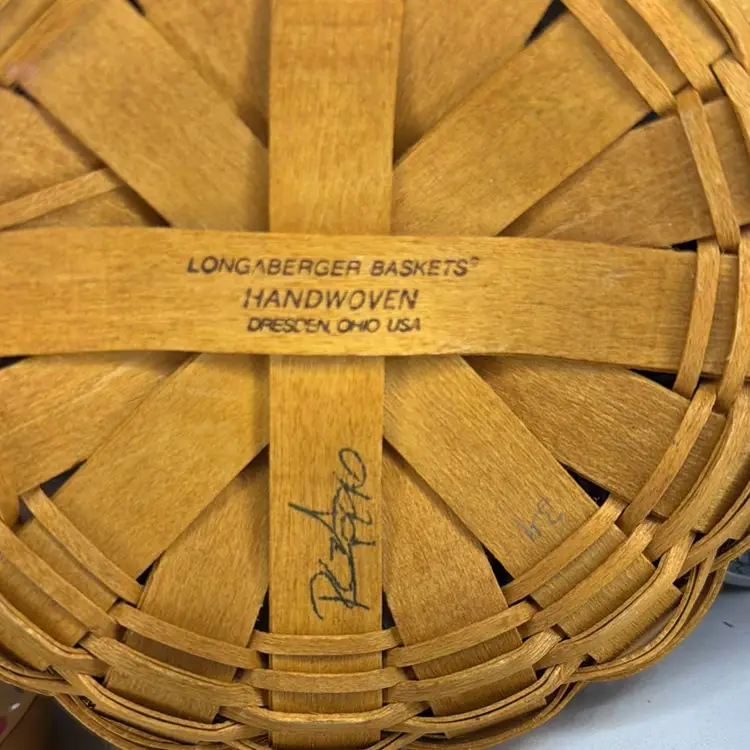 LONGABERGER BASKETS®
HANDWOVEN
DRESDEN, OHIO USA